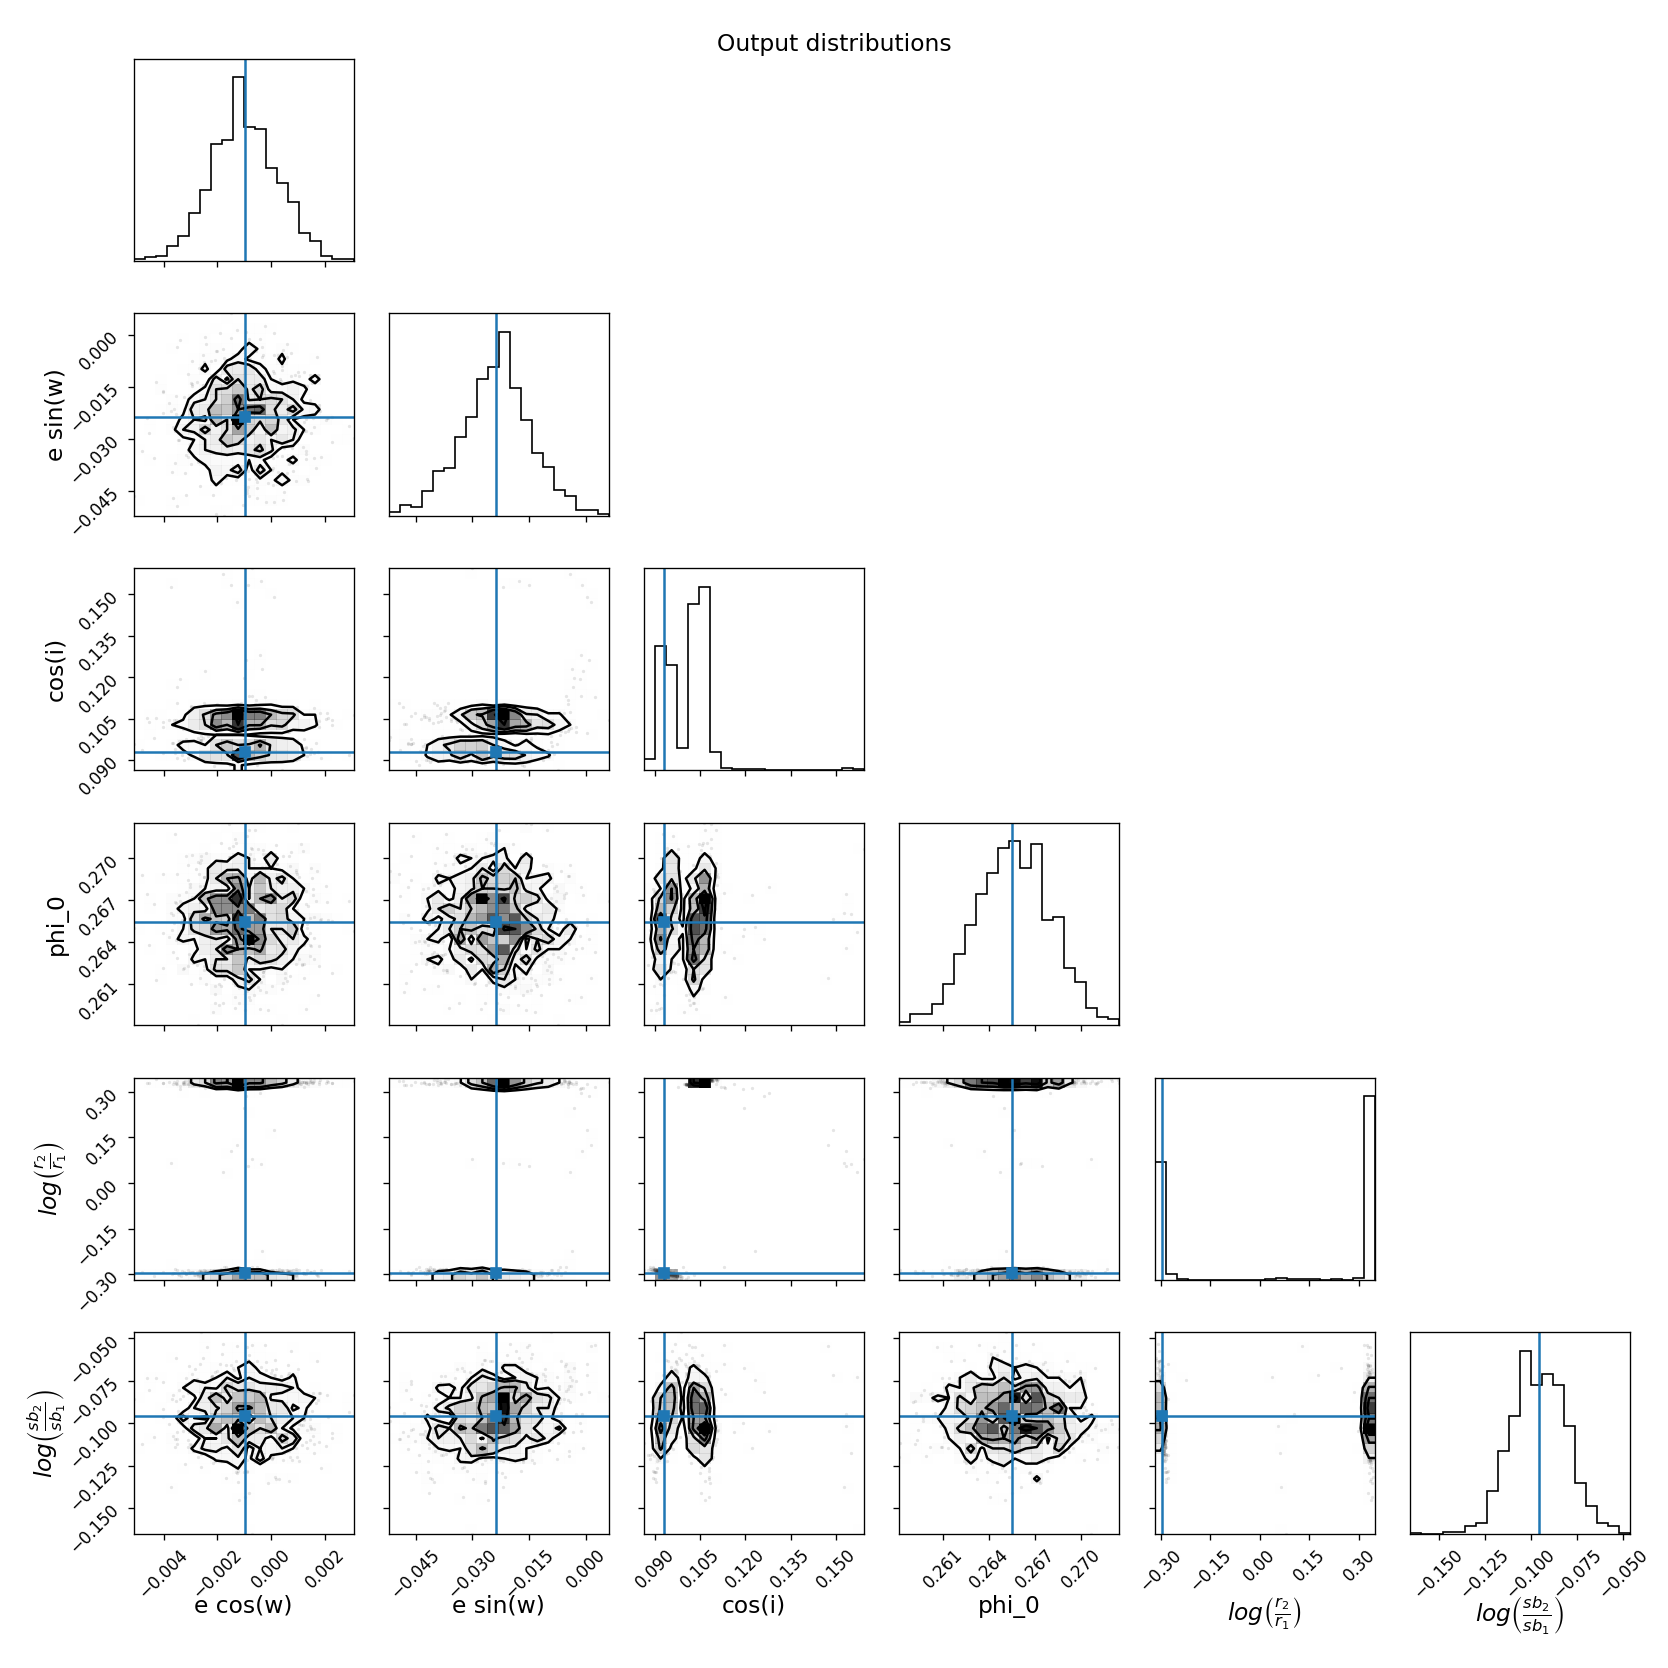 Output distributions
e sin(w)
0.000
−0.015
−0.030
−0.045
cos(i)
0.150
0.135
0.120
0.105
0.090
phi_0
0.270
0.267
0.264
0.261
log(r2/r1)
0.30
0.15
0.00
−0.15
−0.30
log(sb2/sb1)
−0.050
−0.075
−0.100
−0.125
−0.150
−0.004 −0.002 0.000 0.002
−0.045 −0.030 −0.015 0.000
0.090 0.105 0.120 0.135 0.150
0.261 0.264 0.267 0.270
−0.30 −0.15 0.00 0.15 0.30
−0.150 −0.125 −0.100 −0.075 −0.050
e cos(w)
e sin(w)
cos(i)
phi_0
log(r2/r1)
log(sb2/sb1)